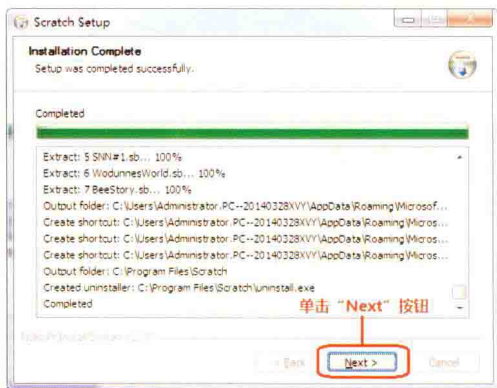 Scratch Setup
Installation Complete
Setup was completed successfully.
Completed
Extract: 5 SNN#1.sb... 100%
Extract: 6 WodunnesWorld.sb... 100%
Extract: 7 BeeStory.sb... 100%
Output folder: C:\Users\Administrator.PC--20140328XVY\AppData\Roaming\Microsof...
Create shortcut: C:\Users\Administrator.PC--20140328XVY\AppData\Roaming\Micros...
Create shortcut: C:\Users\Administrator.PC--20140328XVY\AppData\Roaming\Micros...
Create shortcut: C:\Users\Administrator.PC--20140328XVY\AppData\Roaming\Micros...
Output folder: C:\Program Files\Scratch
Created uninstaller: C:\Program Files\Scratch\uninstall.exe
Completed
单击“Next”按钮
< Back
Next >
Cancel